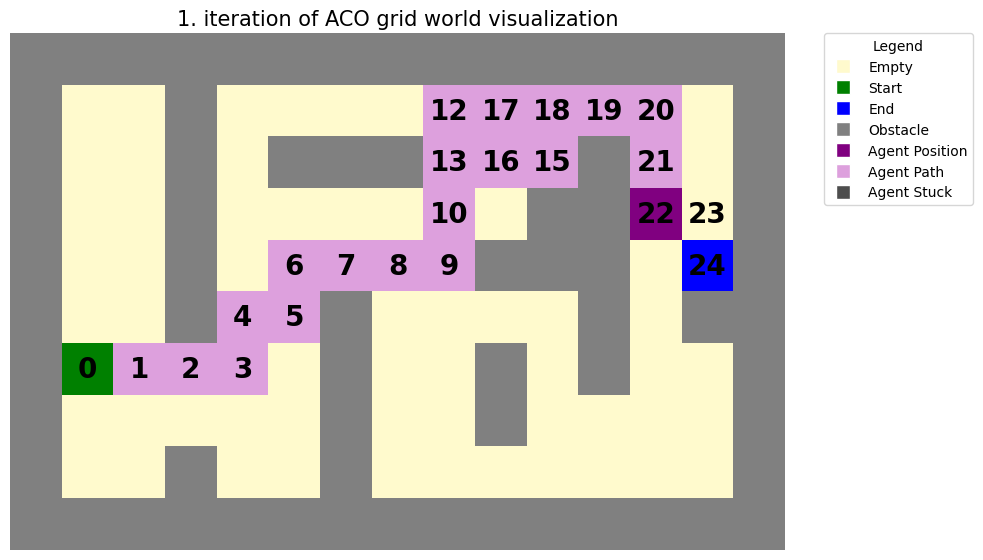 1. iteration of ACO grid world visualization
Legend
Empty
Start
End
Obstacle
Agent Position
Agent Path
Agent Stuck
12 17 18 19 20
13 16 15 21
10 22 23
6 7 8 9 24
4 5
0 1 2 3